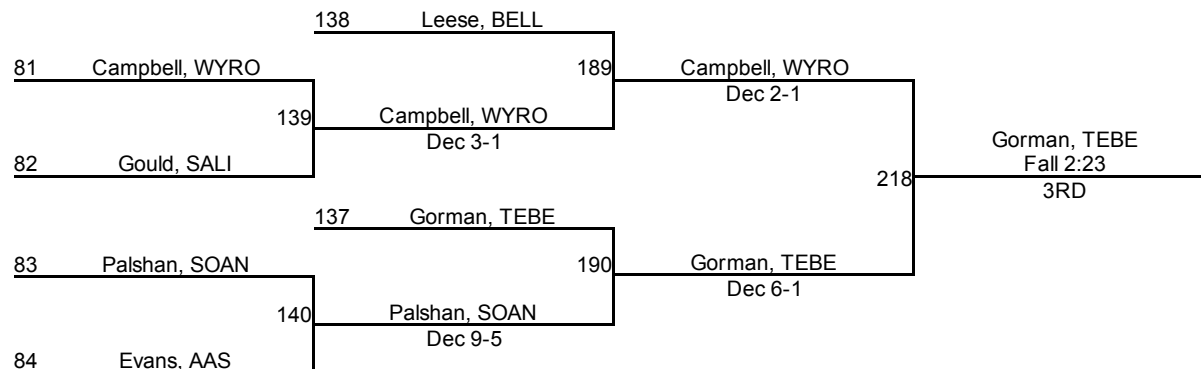 138 Leese, BELL
81 Campbell, WYRO
189
Campbell, WYRO
Dec 2-1
139
Campbell, WYRO
Dec 3-1
82 Gould, SALI
218
Gorman, TEBE
Fall 2:23
3RD
137 Gorman, TEBE
83 Palshan, SOAN
190
Gorman, TEBE
Dec 6-1
140
Palshan, SOAN
Dec 9-5
84 Evans, AAS